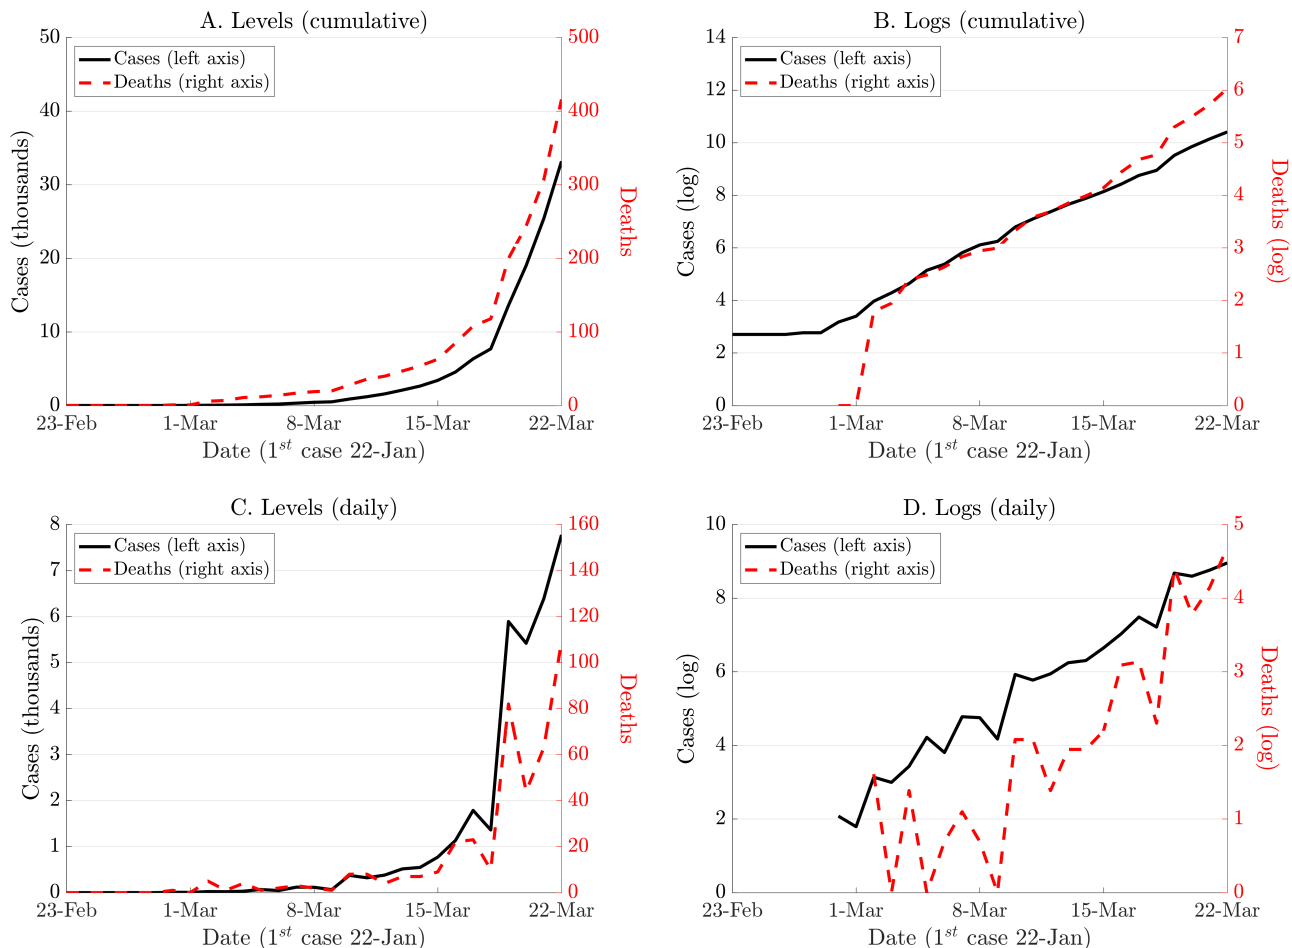 A. Levels (cumulative)
50
40
30
20
10
0
500
400
300
200
100
0
Cases (left axis)
Deaths (right axis)
Cases (thousands)
Deaths
23-Feb 1-Mar 8-Mar 15-Mar 22-Mar
Date (1st case 22-Jan)
B. Logs (cumulative)
14
12
10
8
6
4
2
0
7
6
5
4
3
2
1
0
Cases (left axis)
Deaths (right axis)
Cases (log)
Deaths (log)
23-Feb 1-Mar 8-Mar 15-Mar 22-Mar
Date (1st case 22-Jan)
C. Levels (daily)
8
7
6
5
4
3
2
1
0
160
140
120
100
80
60
40
20
0
Cases (left axis)
Deaths (right axis)
Cases (thousands)
Deaths
23-Feb 1-Mar 8-Mar 15-Mar 22-Mar
Date (1st case 22-Jan)
D. Logs (daily)
10
8
6
4
2
0
5
4
3
2
1
0
Cases (left axis)
Deaths (right axis)
Cases (log)
Deaths (log)
23-Feb 1-Mar 8-Mar 15-Mar 22-Mar
Date (1st case 22-Jan)